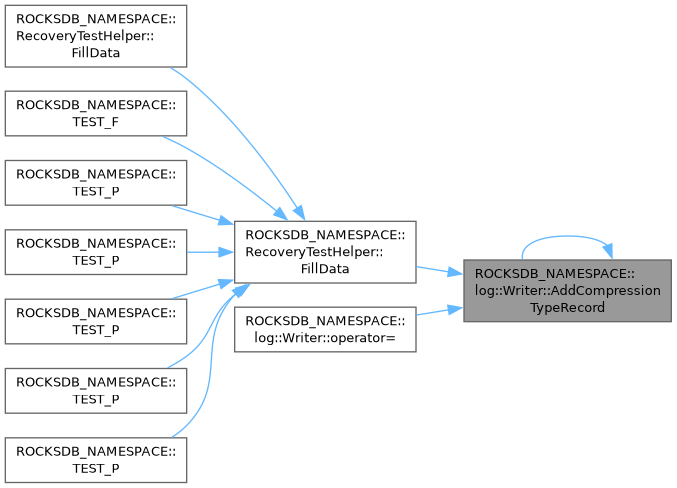 ROCKSDB_NAMESPACE::
RecoveryTestHelper::
FillData
ROCKSDB_NAMESPACE::
TEST_F
ROCKSDB_NAMESPACE::
TEST_P
ROCKSDB_NAMESPACE::
TEST_P
ROCKSDB_NAMESPACE::
TEST_P
ROCKSDB_NAMESPACE::
TEST_P
ROCKSDB_NAMESPACE::
TEST_P
ROCKSDB_NAMESPACE::
RecoveryTestHelper::
FillData
ROCKSDB_NAMESPACE::
log::Writer::operator=
ROCKSDB_NAMESPACE::
log::Writer::AddCompression
TypeRecord